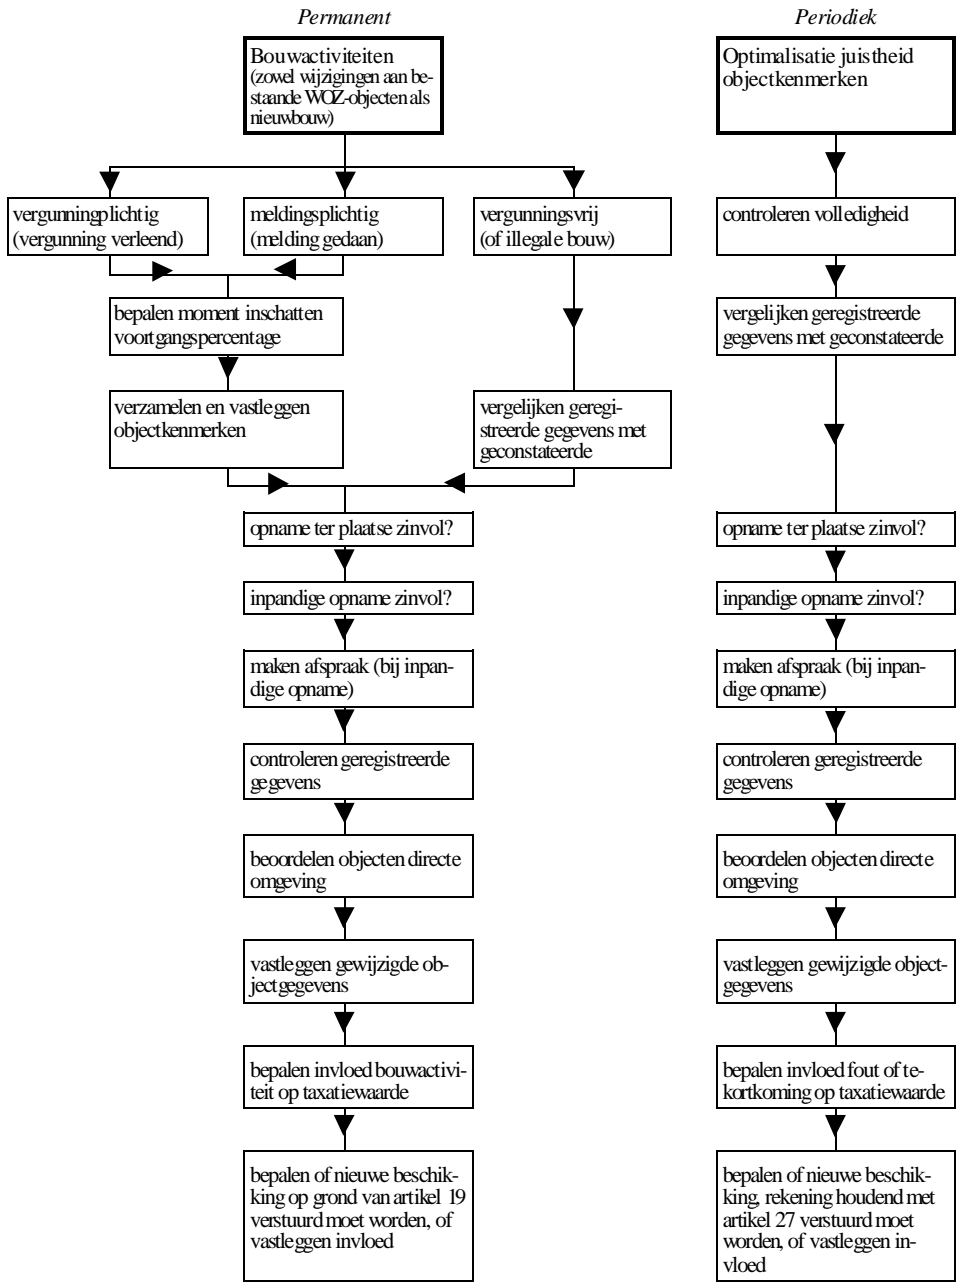 Permanent
Bouwactiviteiten
(zowel wijzigingen aan be-
staande WOZ-objecten als
nieuwbouw)
vergunningplichtig
(vergunning verleend)
meldingsplichtig
(melding gedaan)
vergunningsvrij
(of illegale bouw)
bepalen moment inschatten
voortgangspercentage
verzamelen en vastleggen
objectkenmerken
vergelijken geregi-
streerde gegevens met
geconstateerde
opname ter plaatse zinvol?
inpandige opname zinvol?
maken afspraak (bij inpan-
dige opname)
controleren geregistreerde
gegevens
beoordelen objecten directe
omgeving
vastleggen gewijzigde ob-
jectgegevens
bepalen invloed bouwactivi-
teit op taxatiewaarde
bepalen of nieuwe beschik-
king op grond van artikel 19
verstuurd moet worden, of
vastleggen invloed
Periodiek
Optimalisatie juistheid
objectkenmerken
controleren volledigheid
vergelijken geregistreerde
gegevens met geconstateerde
opname ter plaatse zinvol?
inpandige opname zinvol?
maken afspraak (bij inpan-
dige opname)
controleren geregistreerde
gegevens
beoordelen objecten directe
omgeving
vastleggen gewijzigde object-
gegevens
bepalen invloed fout of te-
kortkoming op taxatiewaarde
bepalen of nieuwe beschik-
king, rekening houdend met
artikel 27 verstuurd moet
worden, of vastleggen in-
vloed